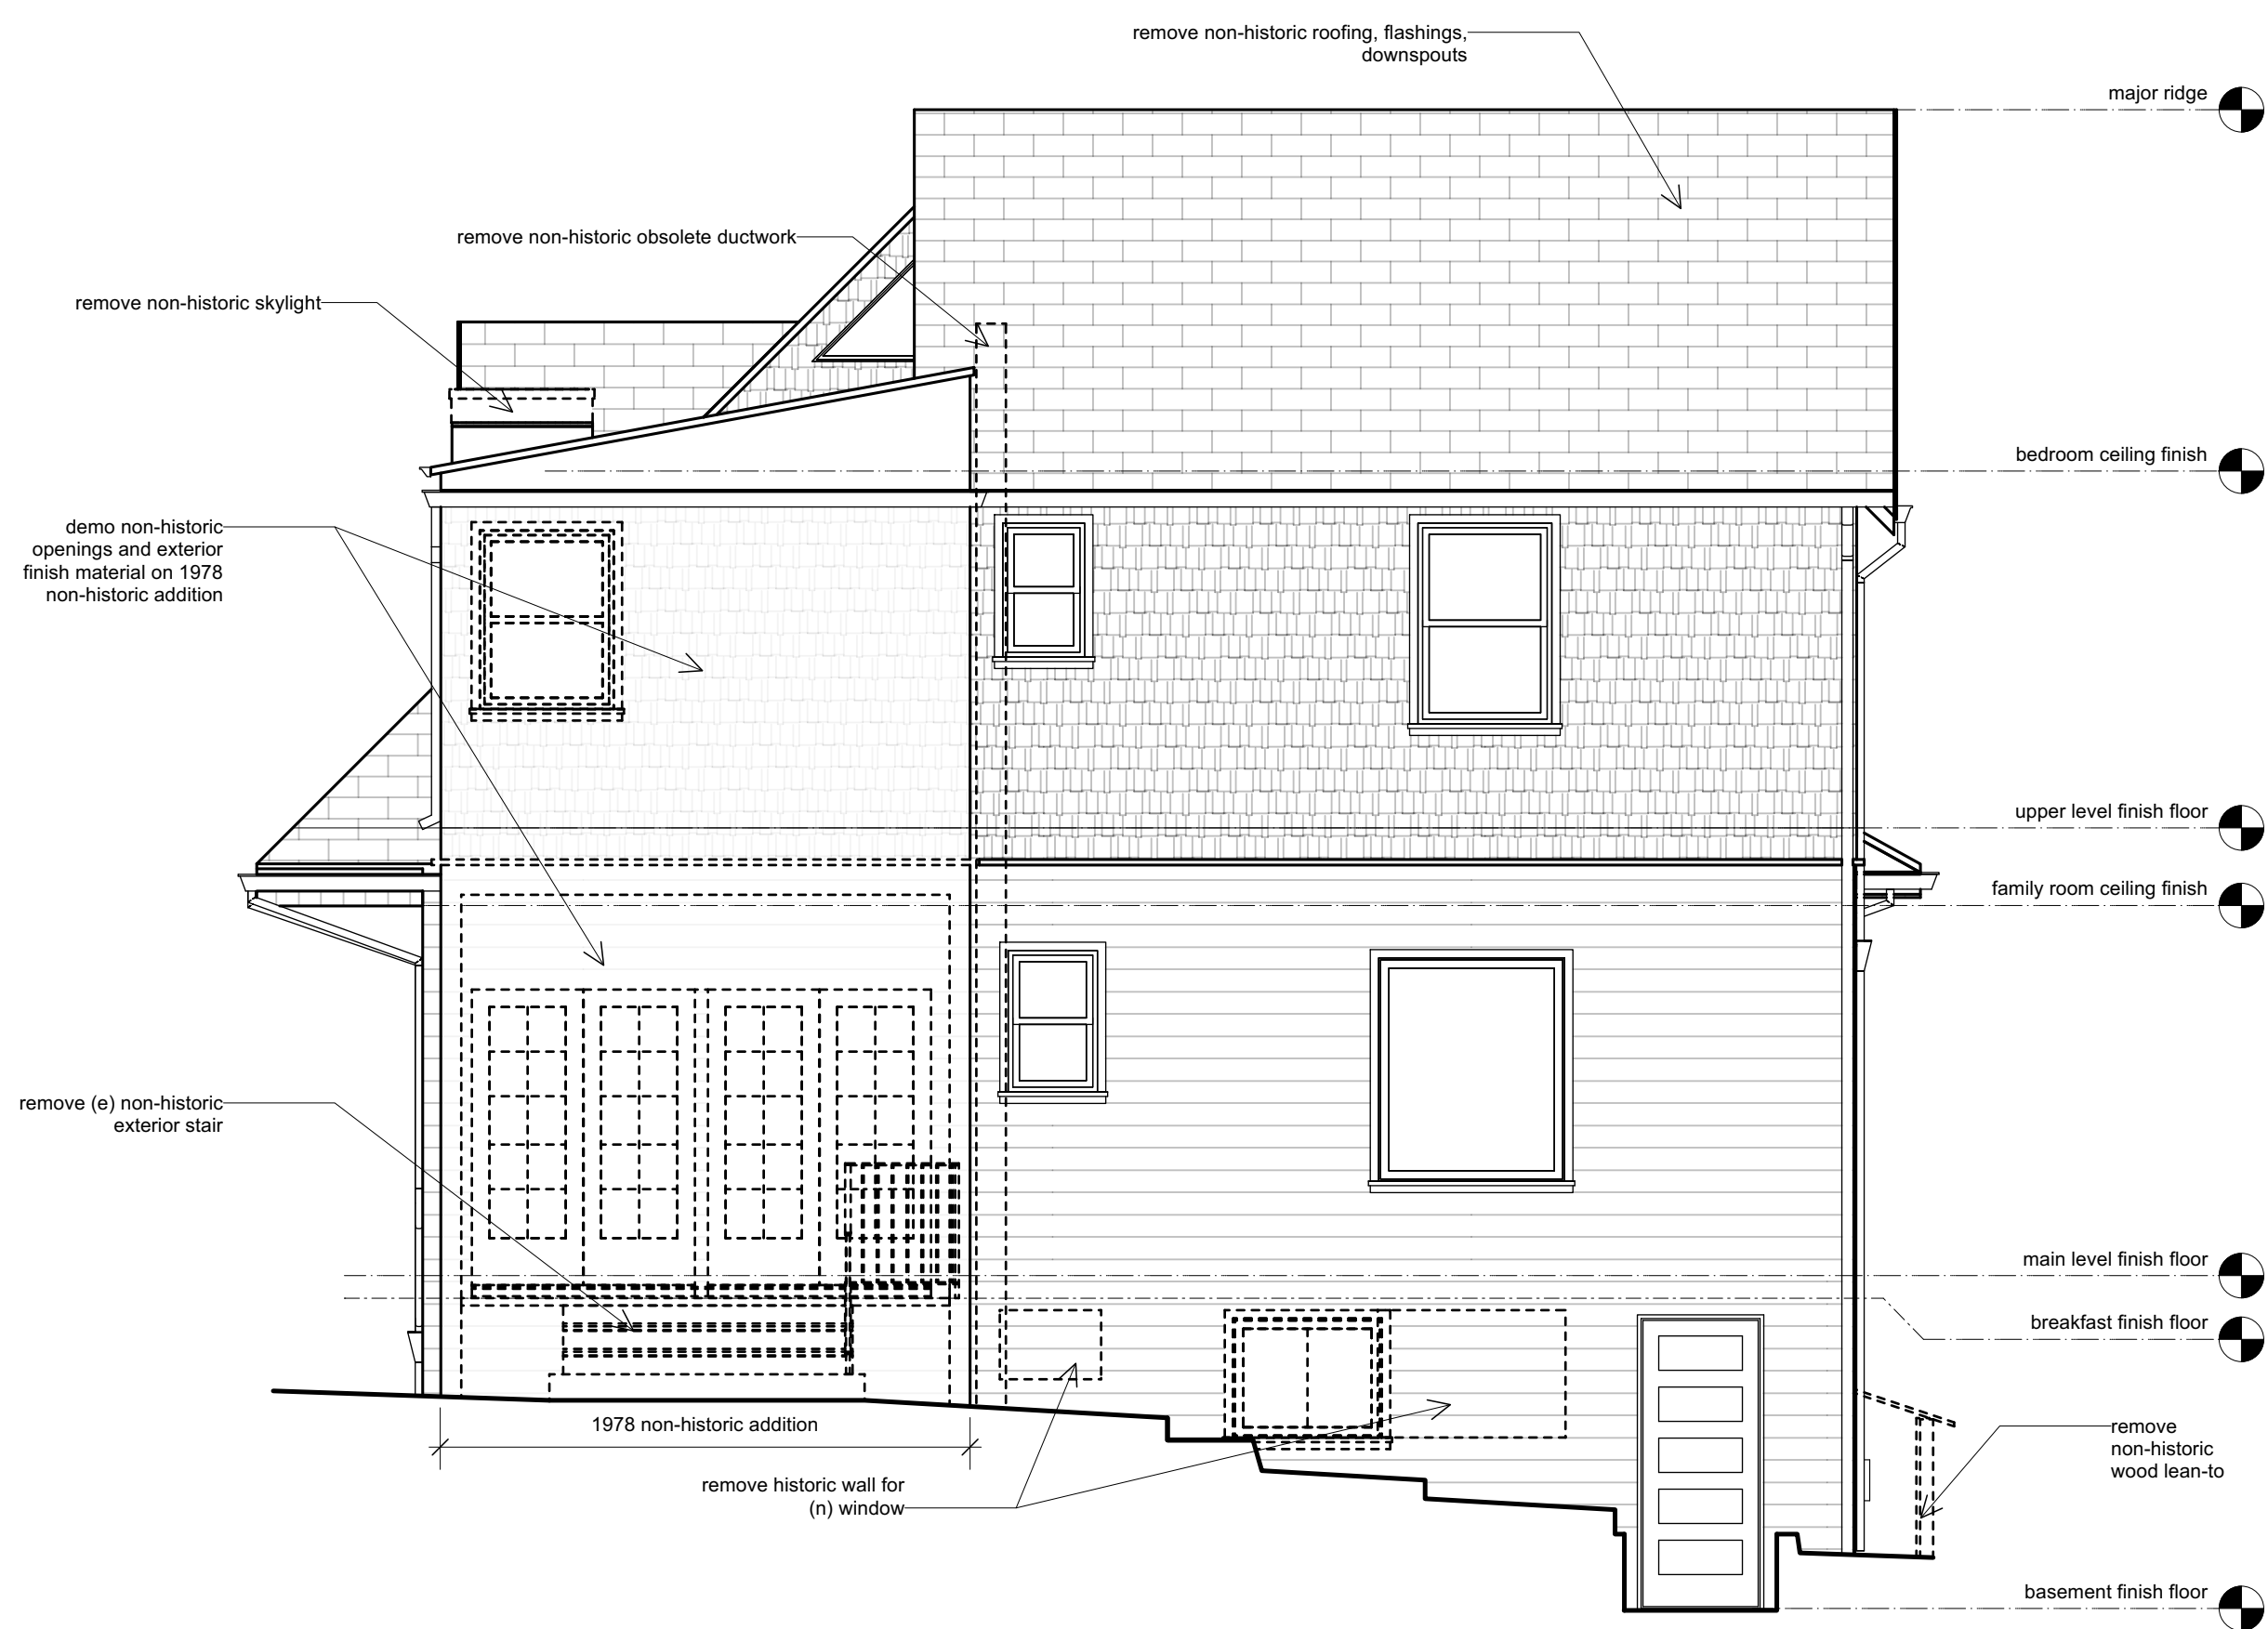 remove non-historic roofing, flashings,
downspouts
major ridge
remove non-historic obsolete ductwork
remove non-historic skylight
bedroom ceiling finish
demo non-historic
openings and exterior
finish material on 1978
non-historic addition
upper level finish floor
family room ceiling finish
remove (e) non-historic
exterior stair
main level finish floor
breakfast finish floor
1978 non-historic addition
remove
non-historic
wood lean-to
remove historic wall for
(n) window
basement finish floor